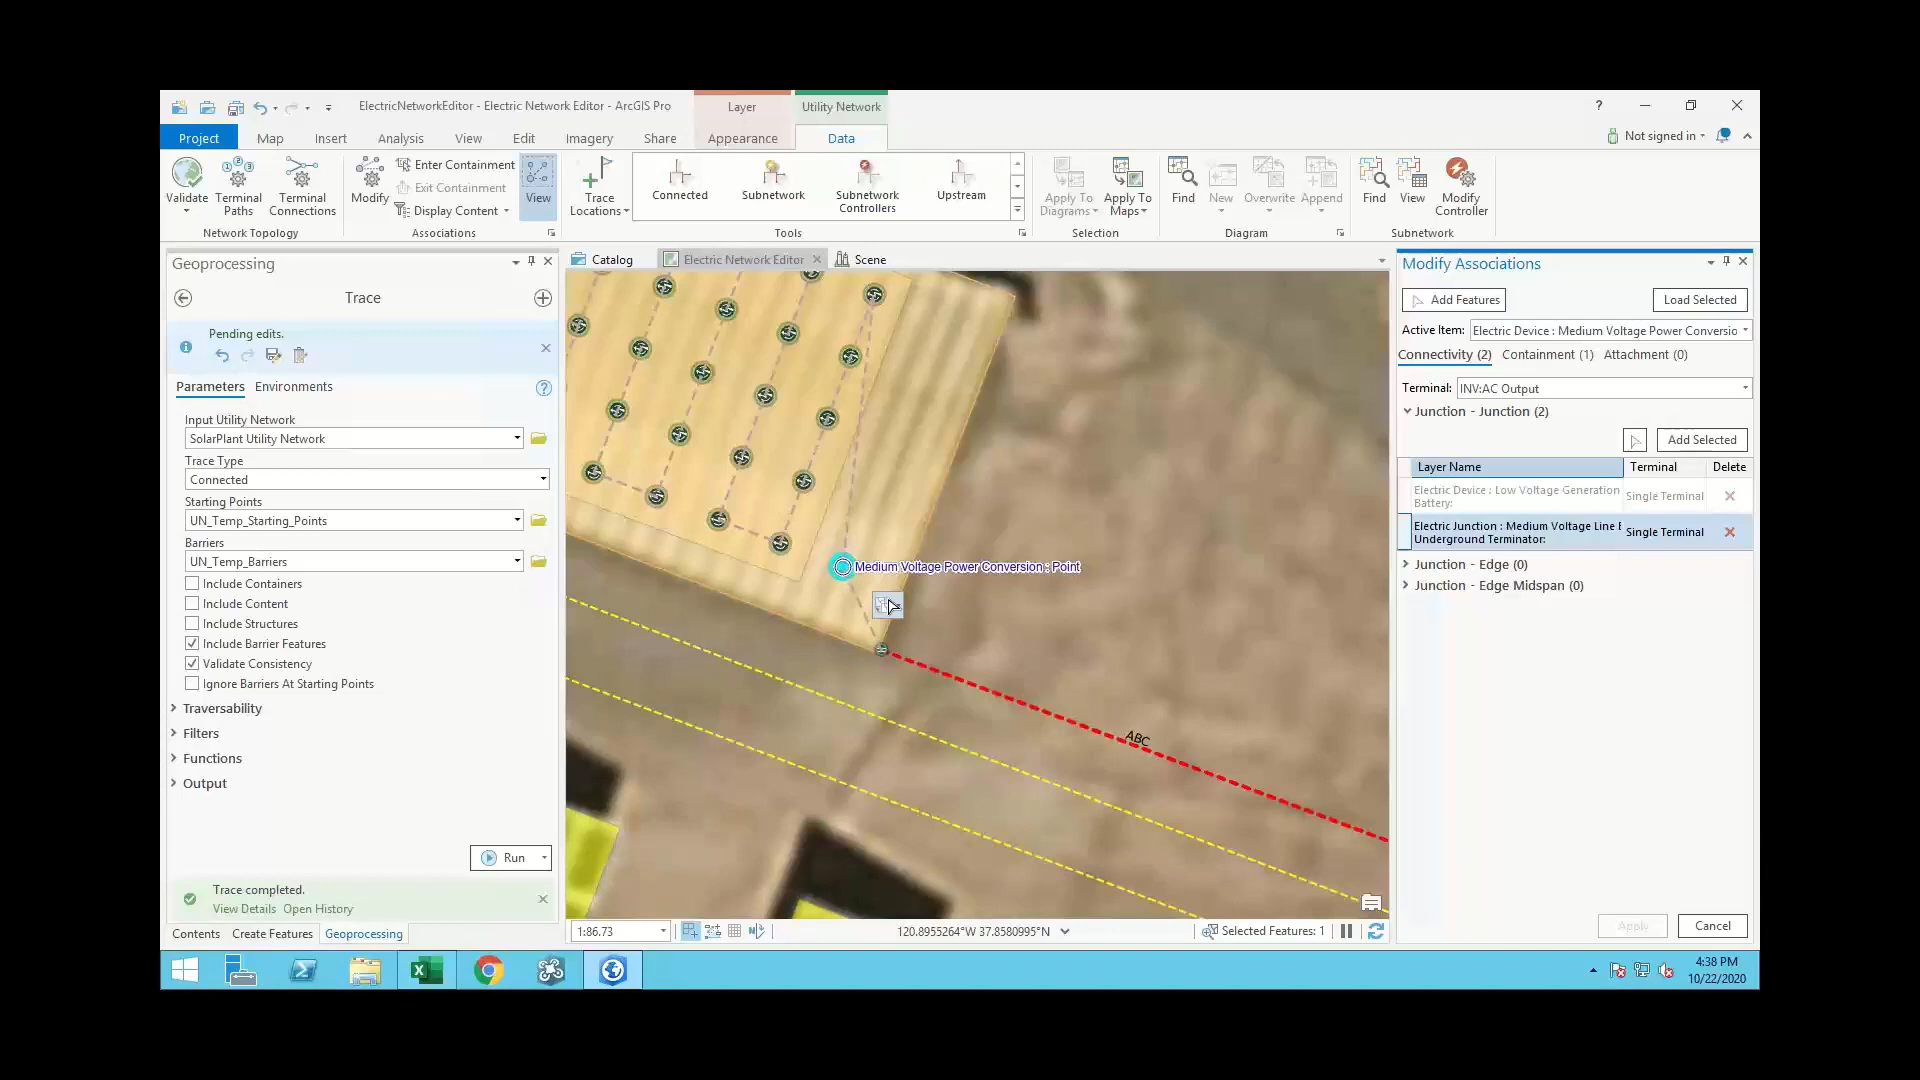 ElectricNetworkEditor - Electric Network Editor - ArcGIS Pro
Layer
Utility Network
Project
Map
Insert
Analysis
View
Edit
Imagery
Share
Appearance
Data
Not signed in
Validate
Terminal Paths
Terminal Connections
Network Topology
Modify
Enter Containment
Exit Containment
Display Content
View
Associations
Trace Locations
Connected
Subnetwork
Subnetwork Controllers
Upstream
Tools
Apply To Diagrams
Apply To Maps
Selection
Find
New
Overwrite
Append
Diagram
Find
View
Modify Controller
Subnetwork
Geoprocessing
Trace
Pending edits.
Parameters
Environments
Input Utility Network
SolarPlant Utility Network
Trace Type
Connected
Starting Points
UN_Temp_Starting_Points
Barriers
UN_Temp_Barriers
Include Containers
Include Content
Include Structures
Include Barrier Features
Validate Consistency
Ignore Barriers At Starting Points
Traversability
Filters
Functions
Output
Run
Trace completed.
View Details Open History
Contents
Create Features
Geoprocessing
Catalog
Electric Network Editor
Scene
Medium Voltage Power Conversion : Point
ABC
1:86.73
120.8955264°W 37.8580995°N
Selected Features: 1
Modify Associations
Add Features
Load Selected
Active Item:
Electric Device : Medium Voltage Power Conversio
Connectivity (2)
Containment (1)
Attachment (0)
Terminal:
INV:AC Output
Junction - Junction (2)
Add Selected
Layer Name
Terminal
Delete
Electric Device : Low Voltage Generation
Battery:
Single Terminal
Electric Junction : Medium Voltage Line E
Underground Terminator:
Single Terminal
Junction - Edge (0)
Junction - Edge Midspan (0)
Apply
Cancel
4:38 PM
10/22/2020